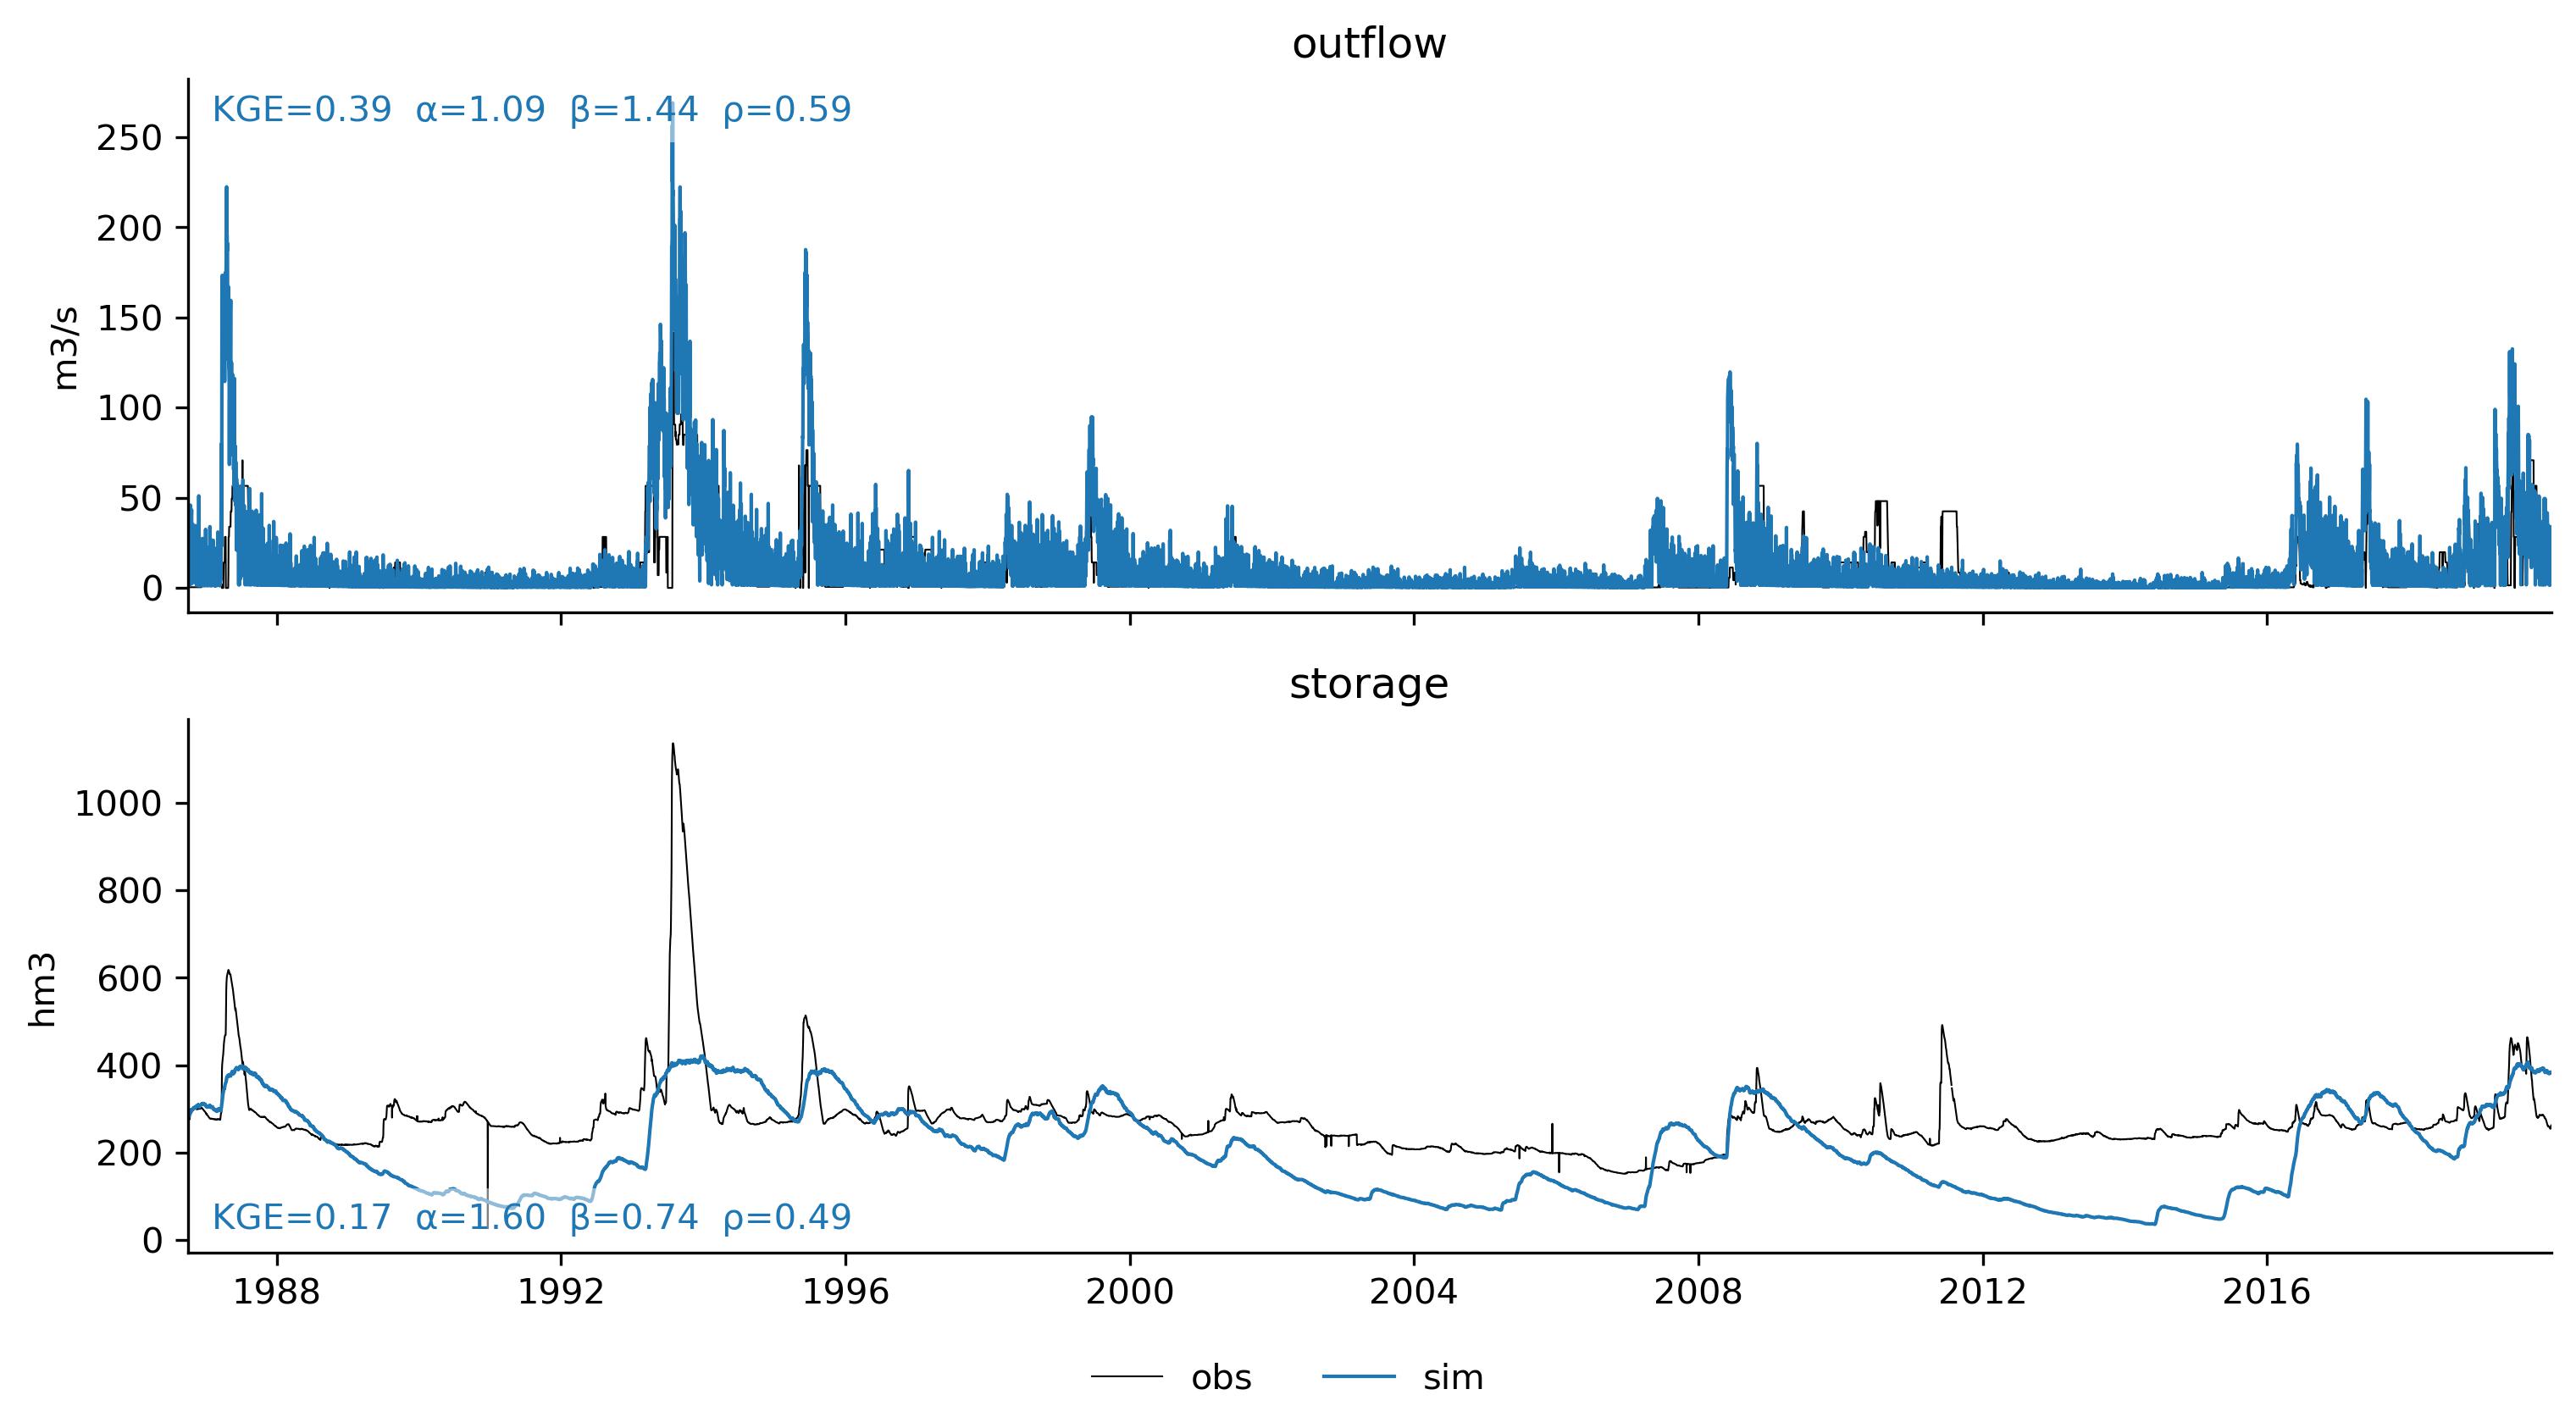 outflow
KGE=0.39 α=1.09 β=1.44 ρ=0.59
250
200
150
100
50
0
m3/s
storage
1000
800
600
400
200
0
hm3
KGE=0.17 α=1.60 β=0.74 ρ=0.49
1988 1992 1996 2000 2004 2008 2012 2016
obs sim